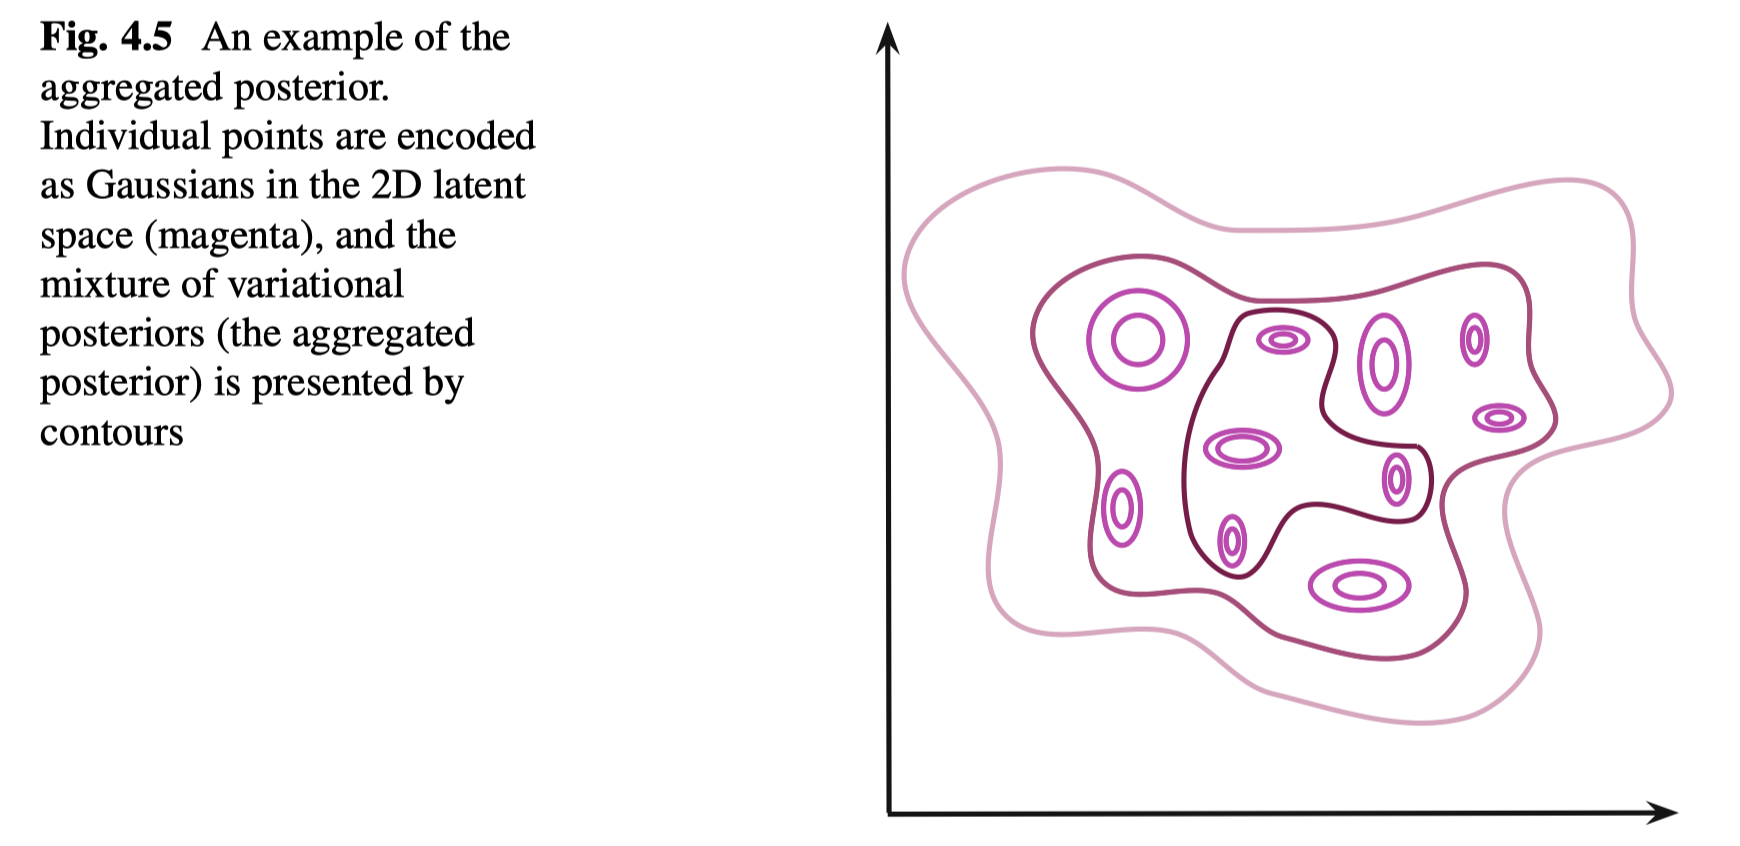 Fig. 4.5 An example of the
aggregated posterior.
Individual points are encoded
as Gaussians in the 2D latent
space (magenta), and the
mixture of variational
posteriors (the aggregated
posterior) is presented by
contours